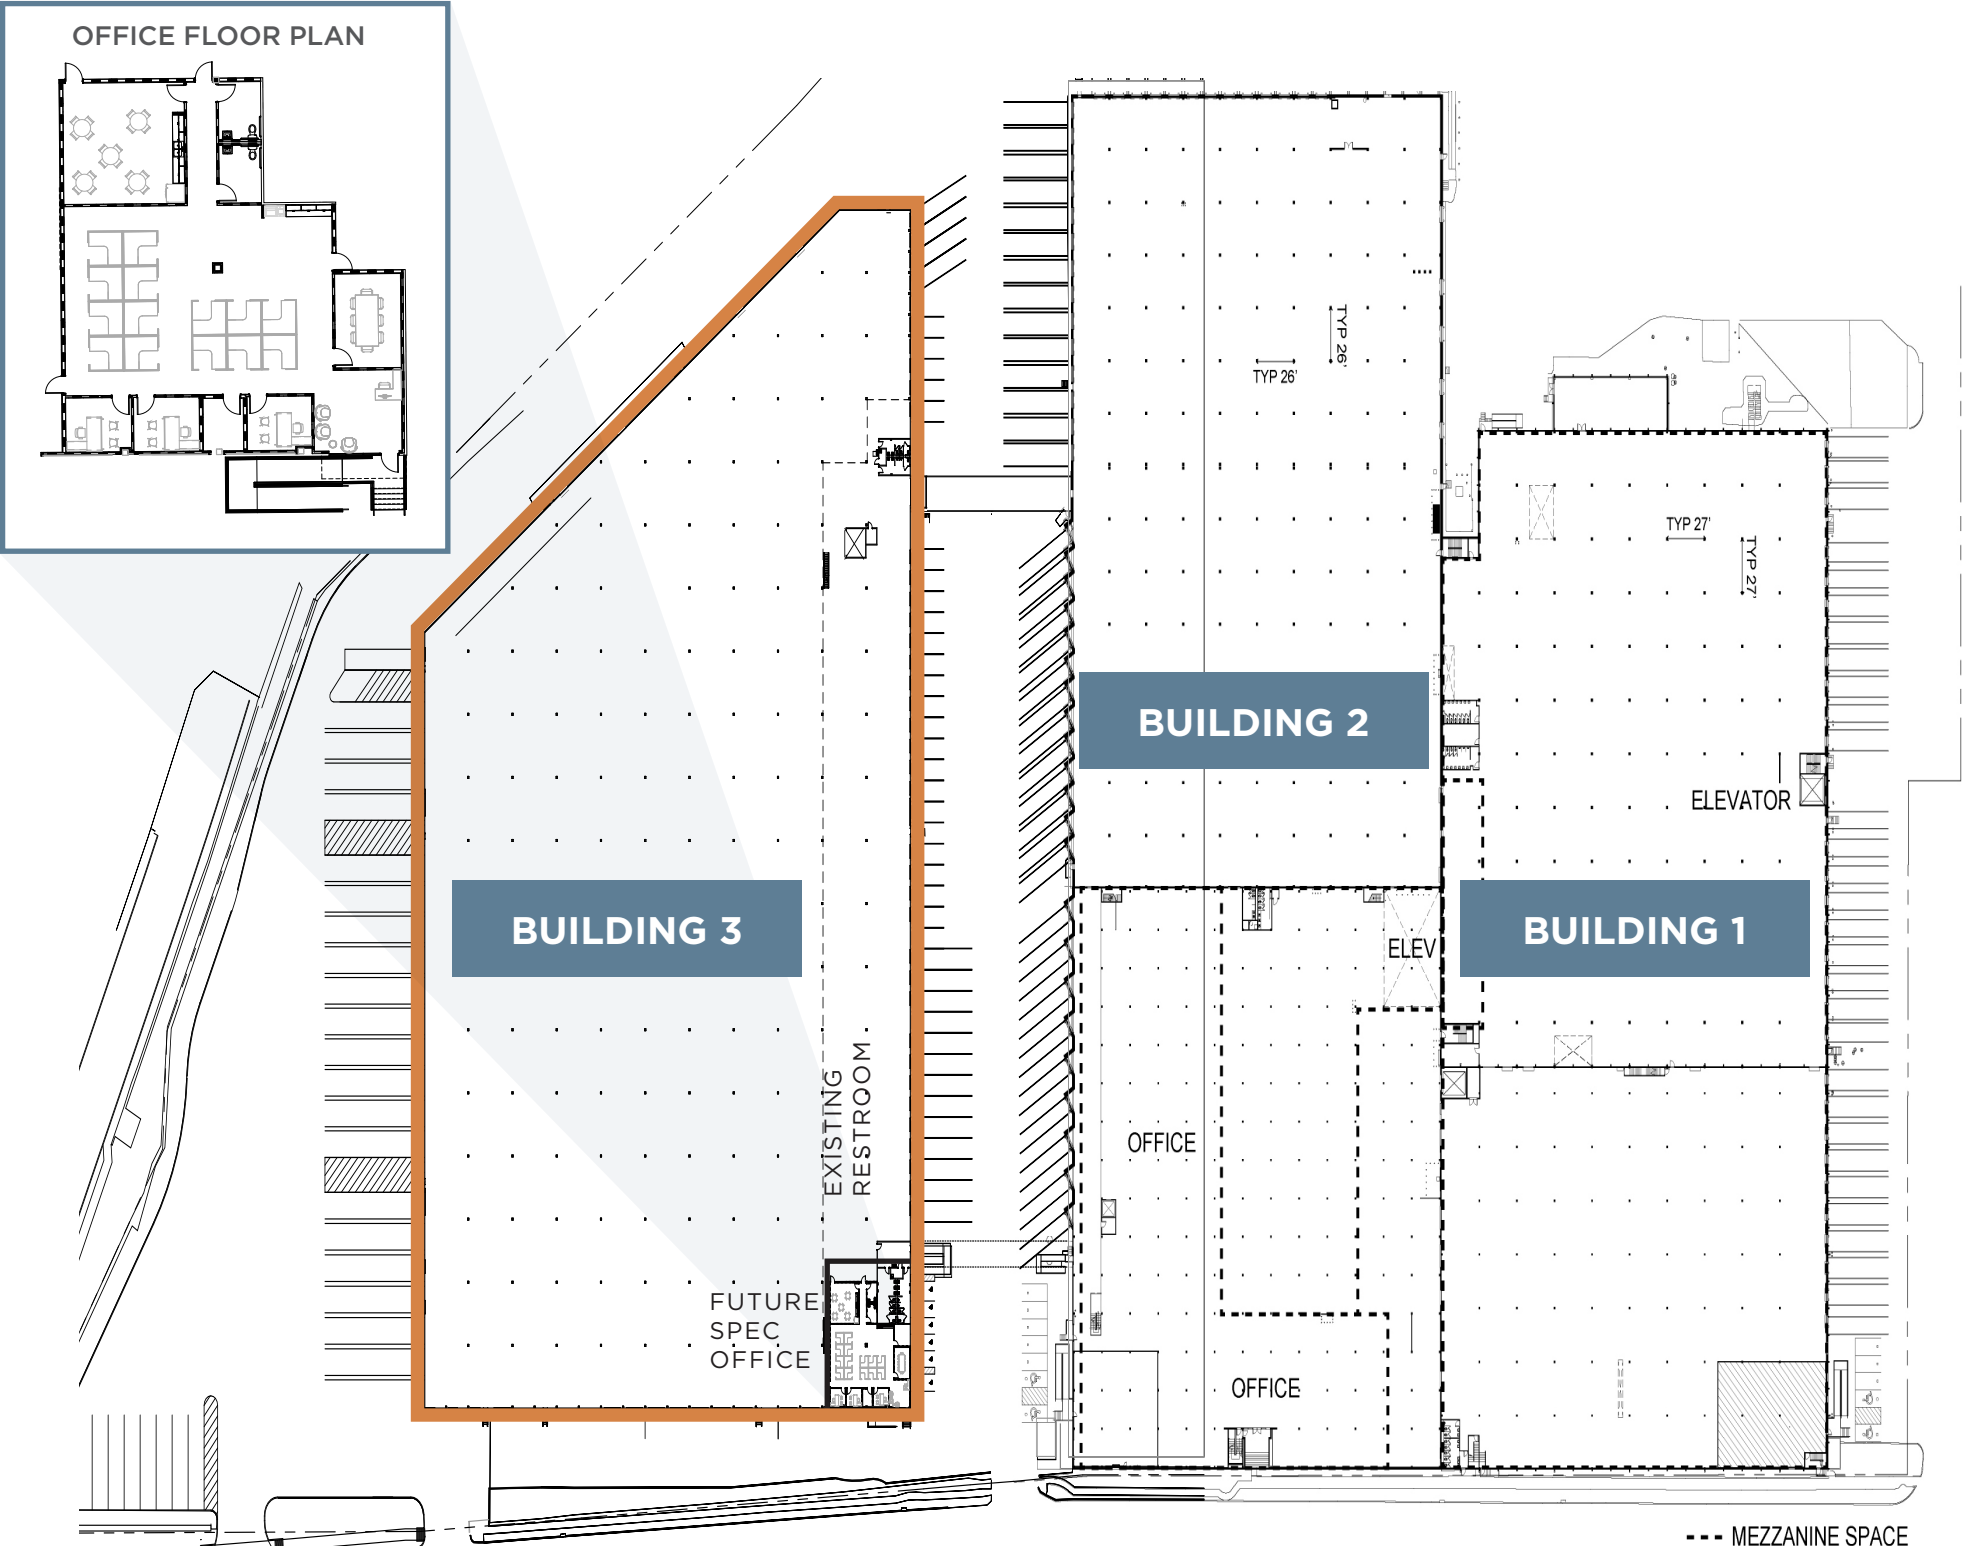 OFFICE FLOOR PLAN
TYP 26'
TYP 26'
TYP 27'
TYP 27'
BUILDING 2
ELEVATOR
BUILDING 3
BUILDING 1
ELEV
EXISTING
RESTROOM
OFFICE
FUTURE
SPEC
OFFICE
OFFICE
MEZZANINE SPACE